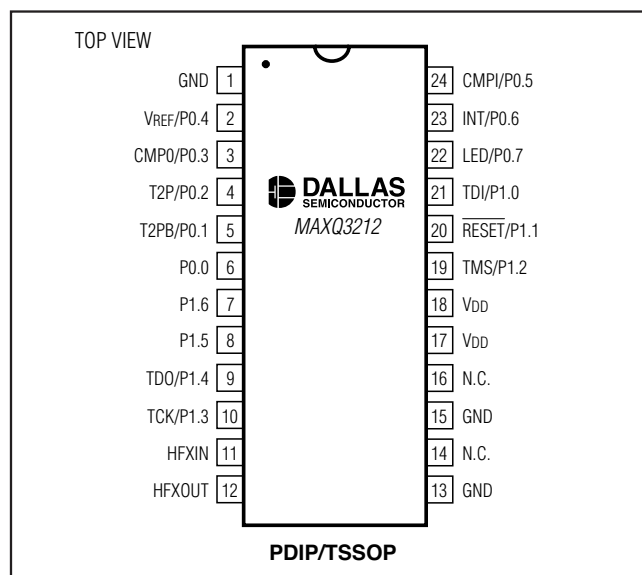 TOP VIEW
GND 1
VREF/P0.4 2
CMP0/P0.3 3
T2P/P0.2 4
T2PB/P0.1 5
P0.0 6
P1.6 7
P1.5 8
TDO/P1.4 9
TCK/P1.3 10
HFXIN 11
HFXOUT 12
DALLAS
SEMICONDUCTOR
MAXQ3212
24 CMPI/P0.5
23 INT/P0.6
22 LED/P0.7
21 TDI/P1.0
20 RESET/P1.1
19 TMS/P1.2
18 VDD
17 VDD
16 N.C.
15 GND
14 N.C.
13 GND
PDIP/TSSOP